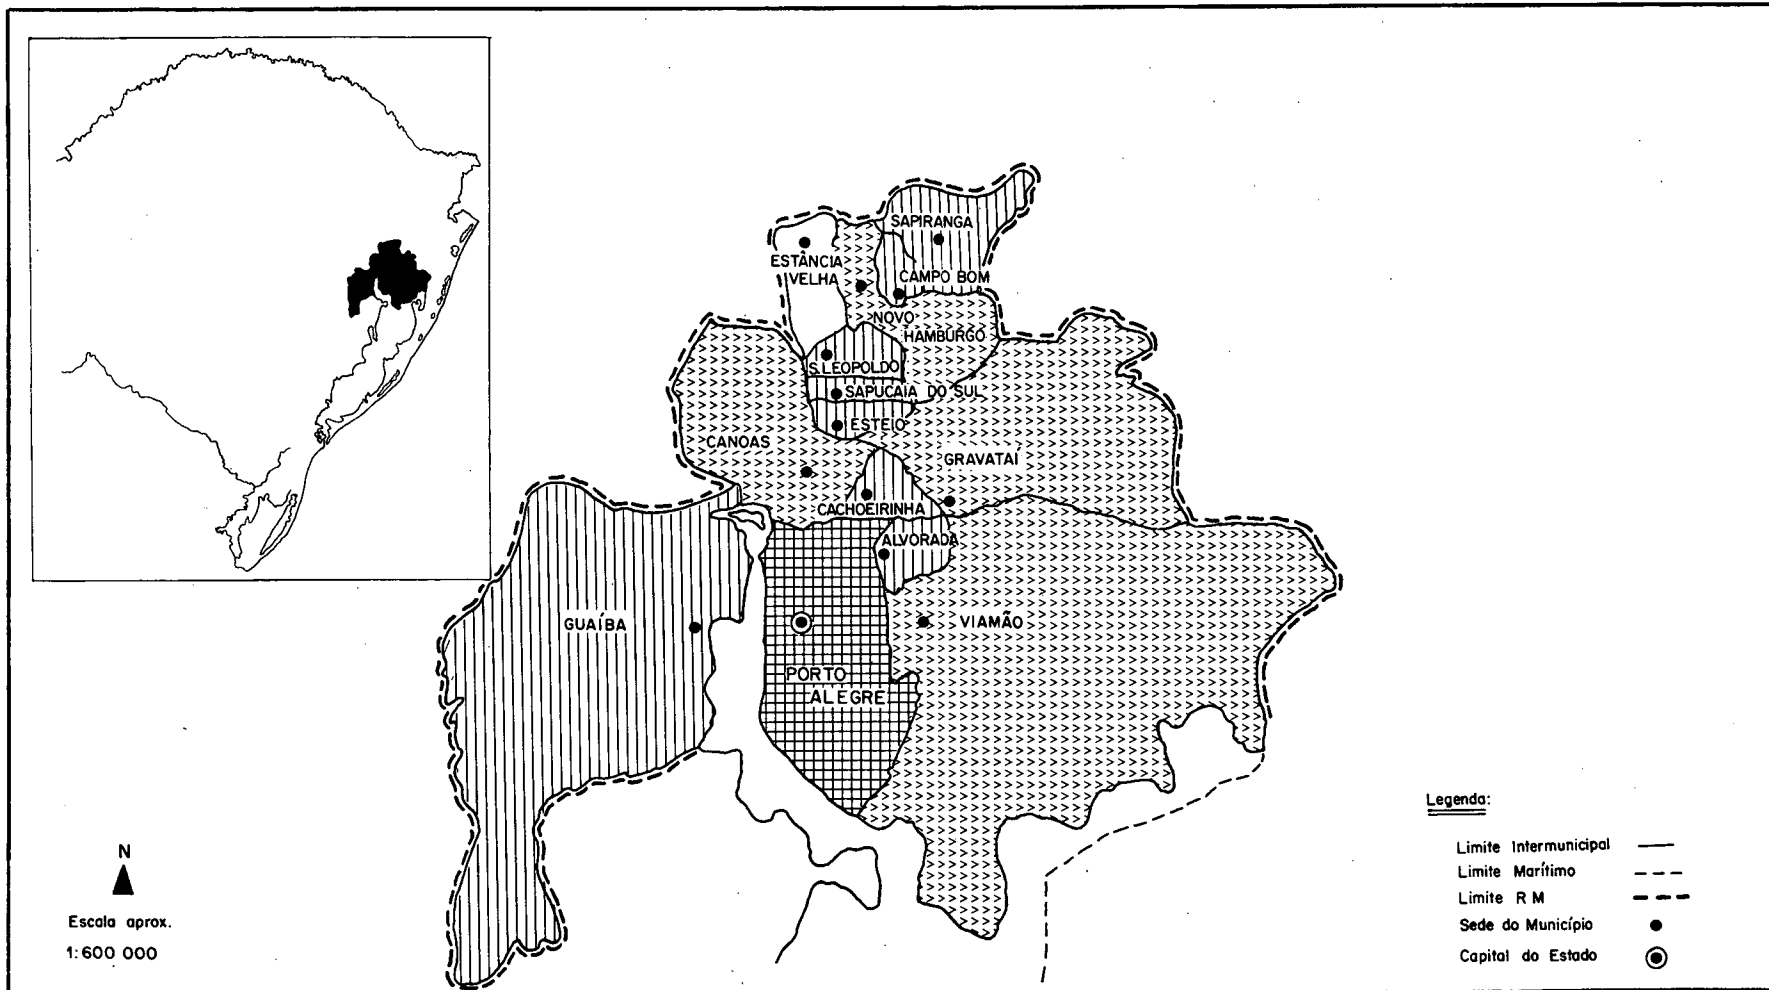 SAPIRANGA
ESTÂNCIA
VELHA
CAMPO BOM
NOVO
HAMBURGO
S.LEOPOLDO
SAPUCAIA DO SUL
ESTEIO
CANOAS
GRAVATAI
CACHOEIRINHA
ALVORADA
GUAÍBA
VIAMÃO
PORTO
ALEGRE
N
Escala aprox.
1:600 000
Legenda:
Limite Intermunicipal
Limite Marítimo
Limite R M
Sede do Município
Capital do Estado